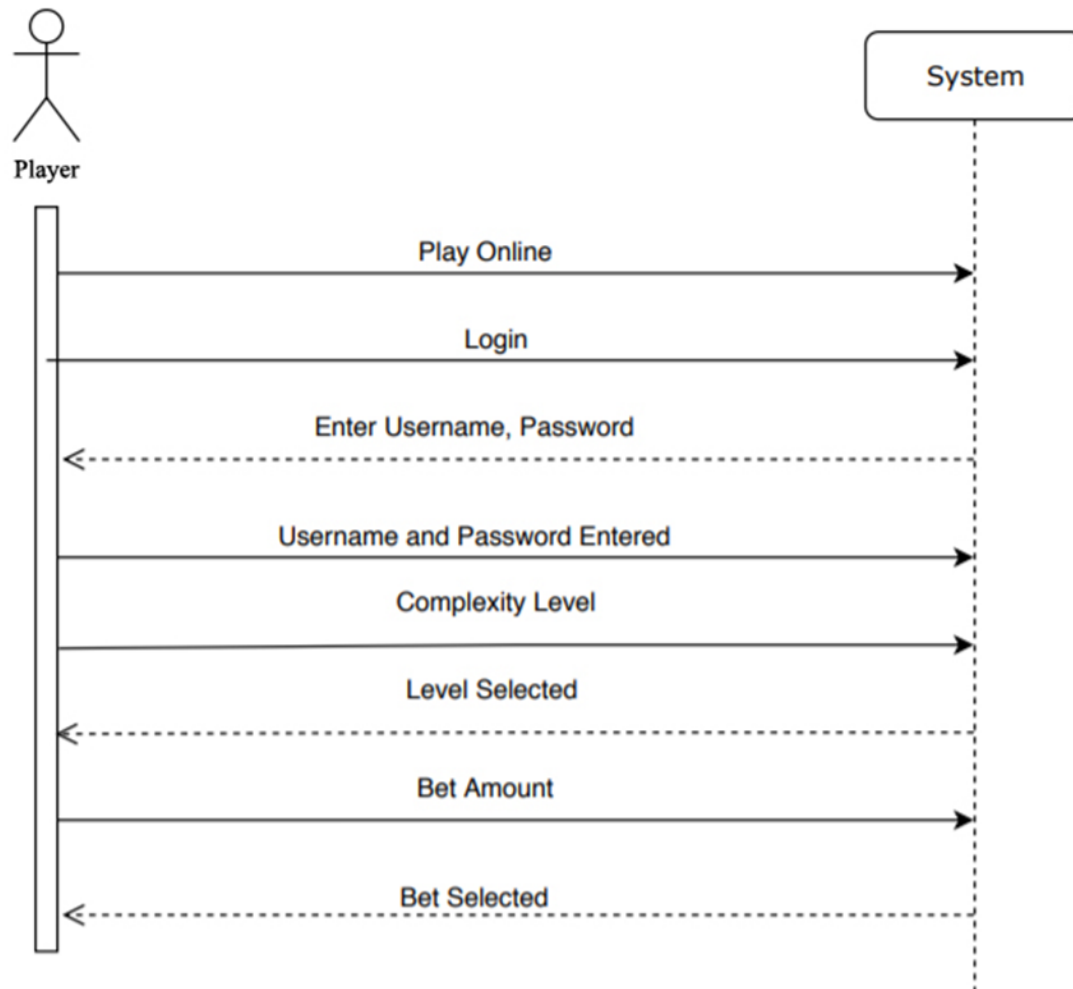 System
Player
Play Online
Login
Enter Username, Password
Username and Password Entered
Complexity Level
Level Selected
Bet Amount
Bet Selected